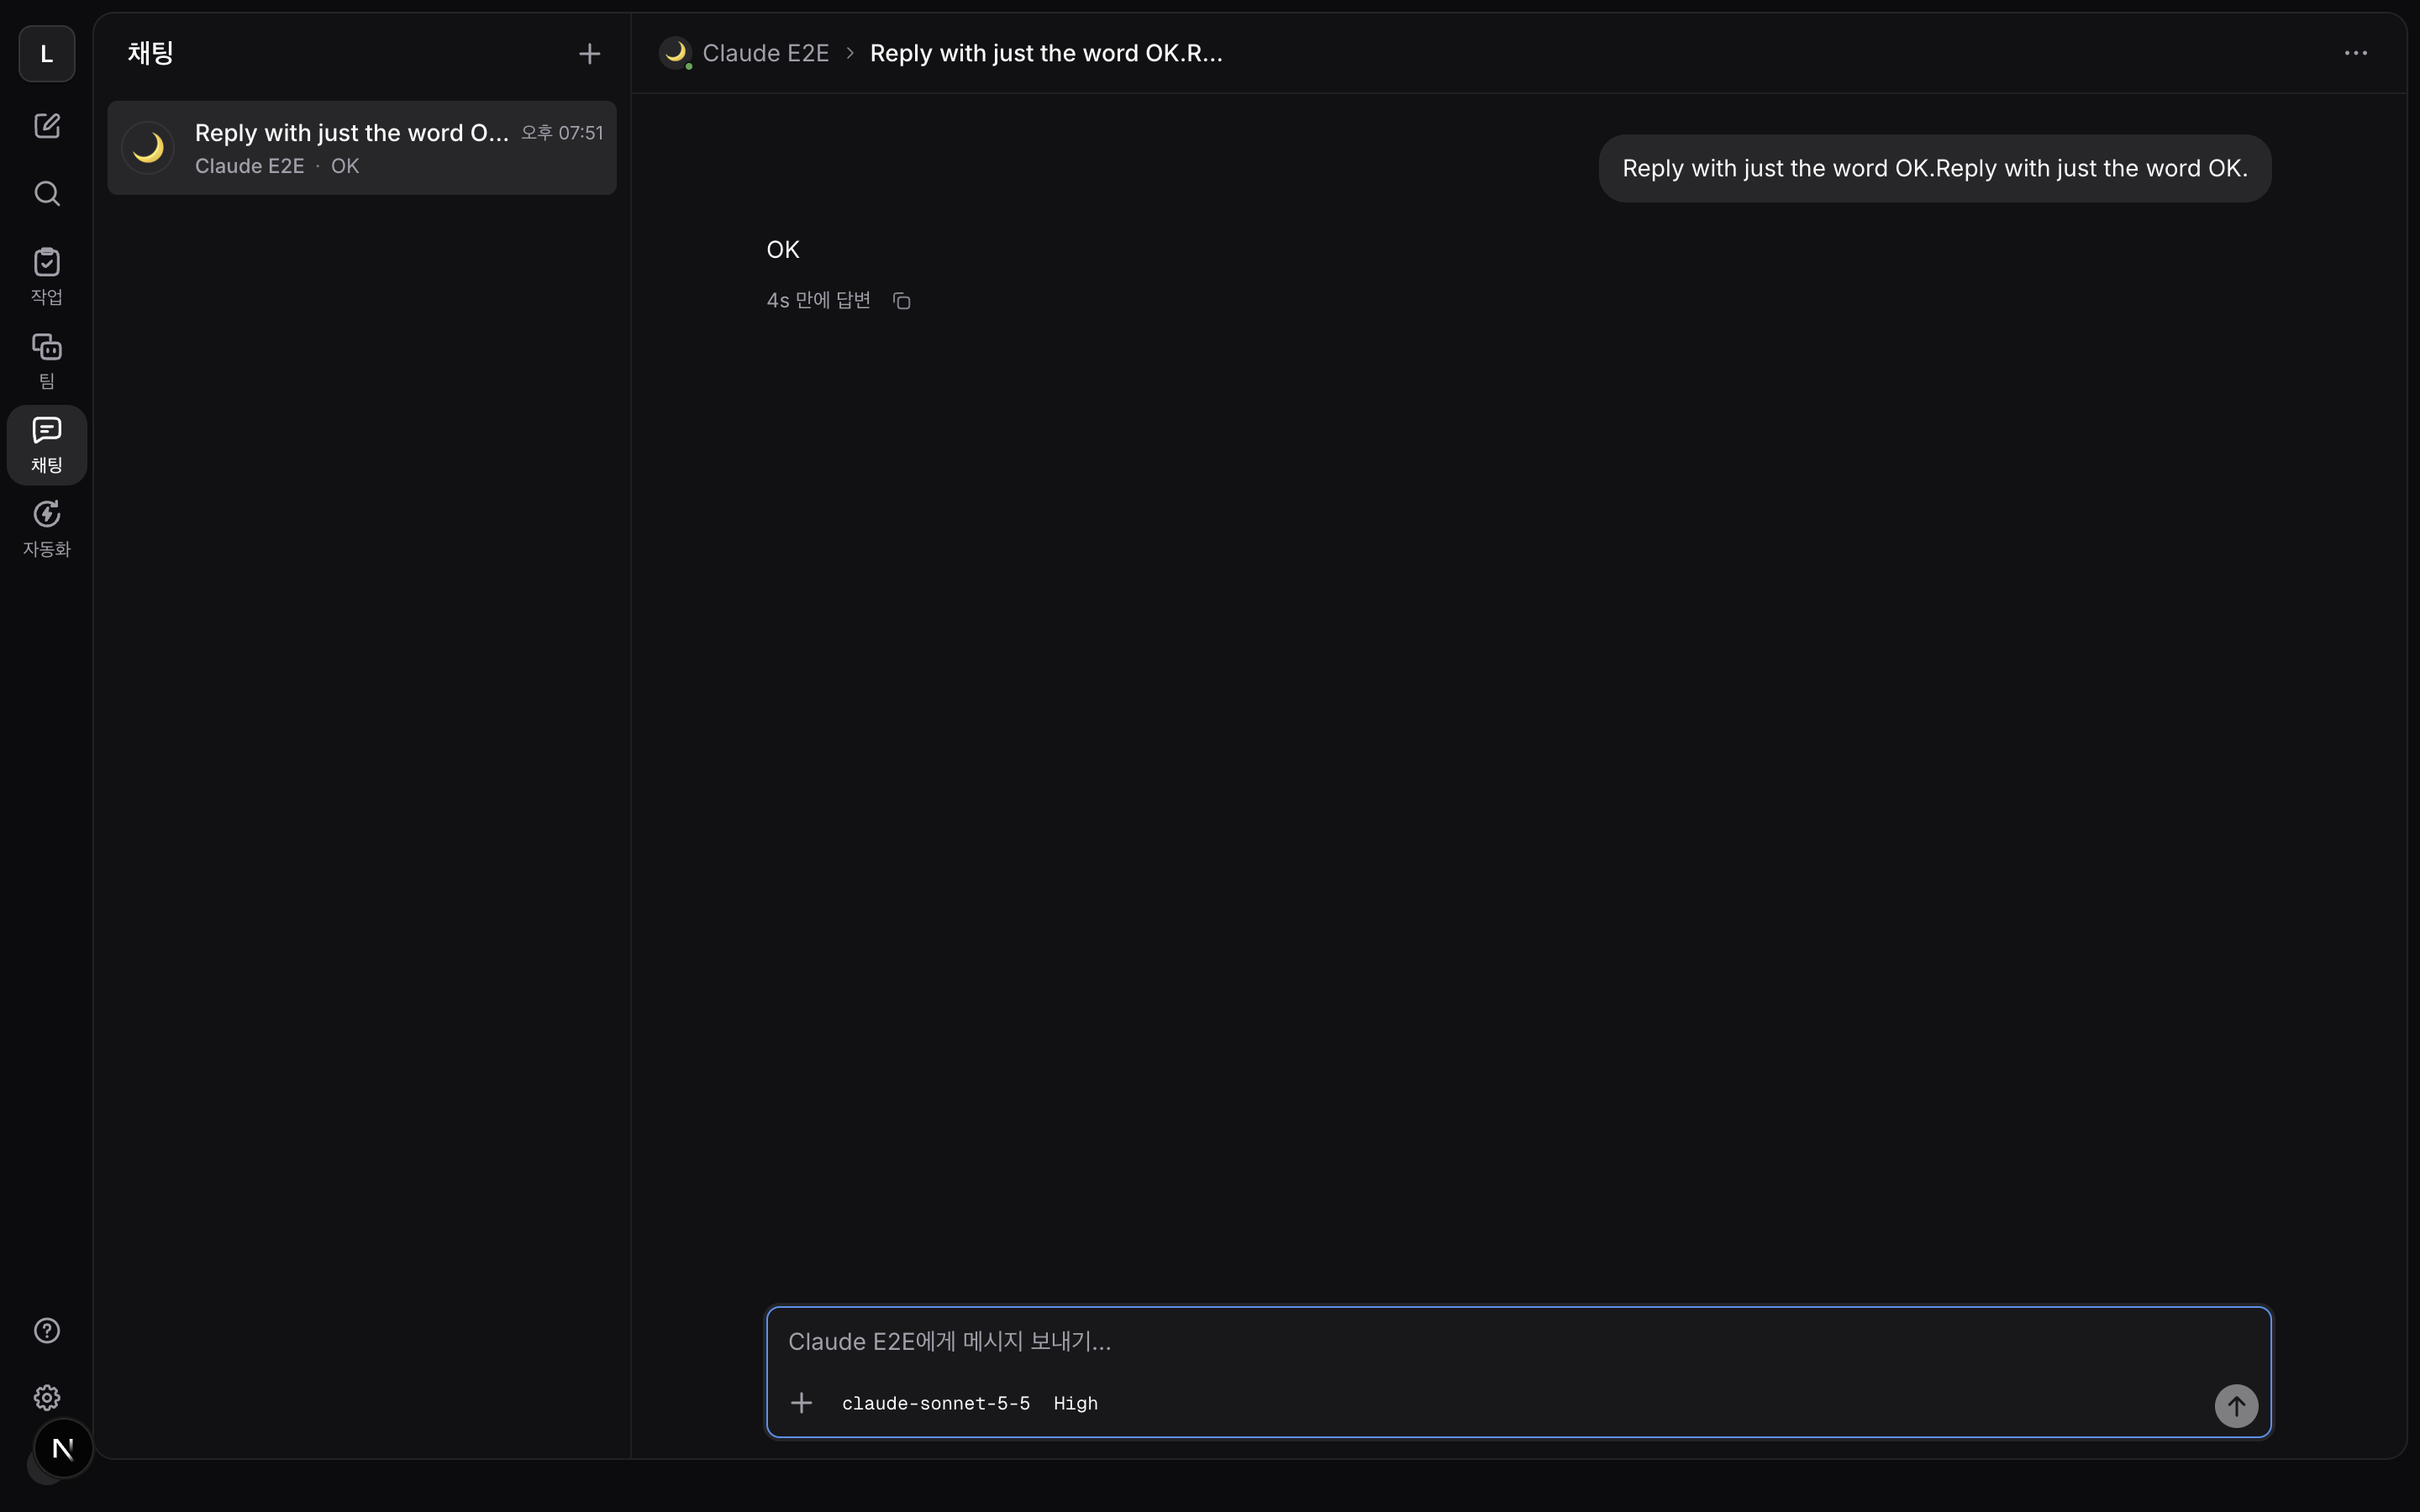 L
작업
팀
채팅
자동화
N
채팅
Reply with just the word O... 오후 07:51
Claude E2E · OK
Claude E2E > Reply with just the word OK.R...
Reply with just the word OK.Reply with just the word OK.
OK
4s 만에 답변
Claude E2E에게 메시지 보내기...
claude-sonnet-5-5 High